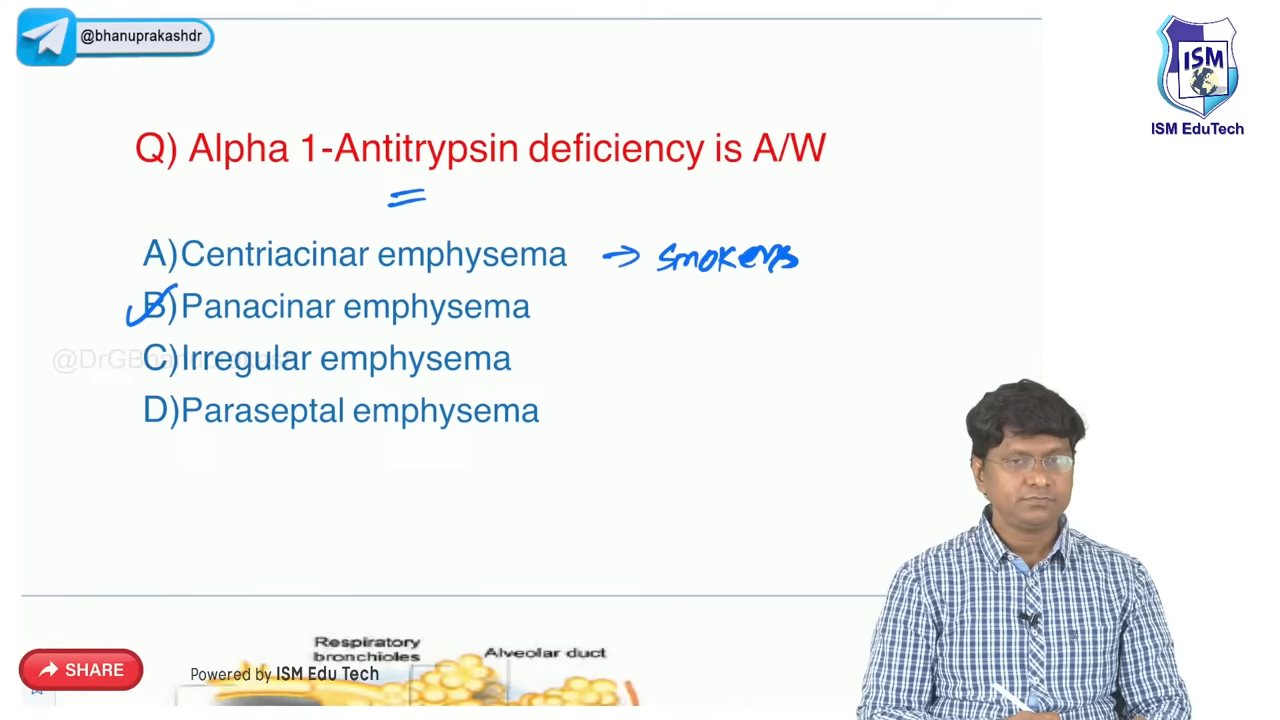 @bhanuprakashdr
ISM
ISM EduTech
Q) Alpha 1-Antitrypsin deficiency is A/W
A)Centriacinar emphysema → smokers
B)Panacinar emphysema
@DrGBhanuprakash
C)Irregular emphysema
D)Paraseptal emphysema
Respiratory
bronchioles
Alveolar duct
SHARE
Powered by ISM Edu Tech